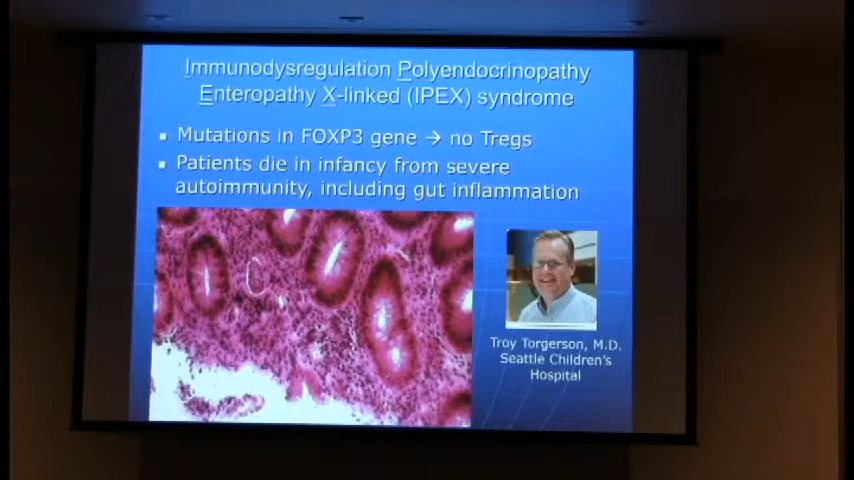 Immunodysregulation Polyendocrinopathy
Enteropathy X-linked (IPEX) syndrome
▪ Mutations in FOXP3 gene → no Tregs
▪ Patients die in infancy from severe
autoimmunity, including gut inflammation
Troy Torgerson, M.D.
Seattle Children's
Hospital